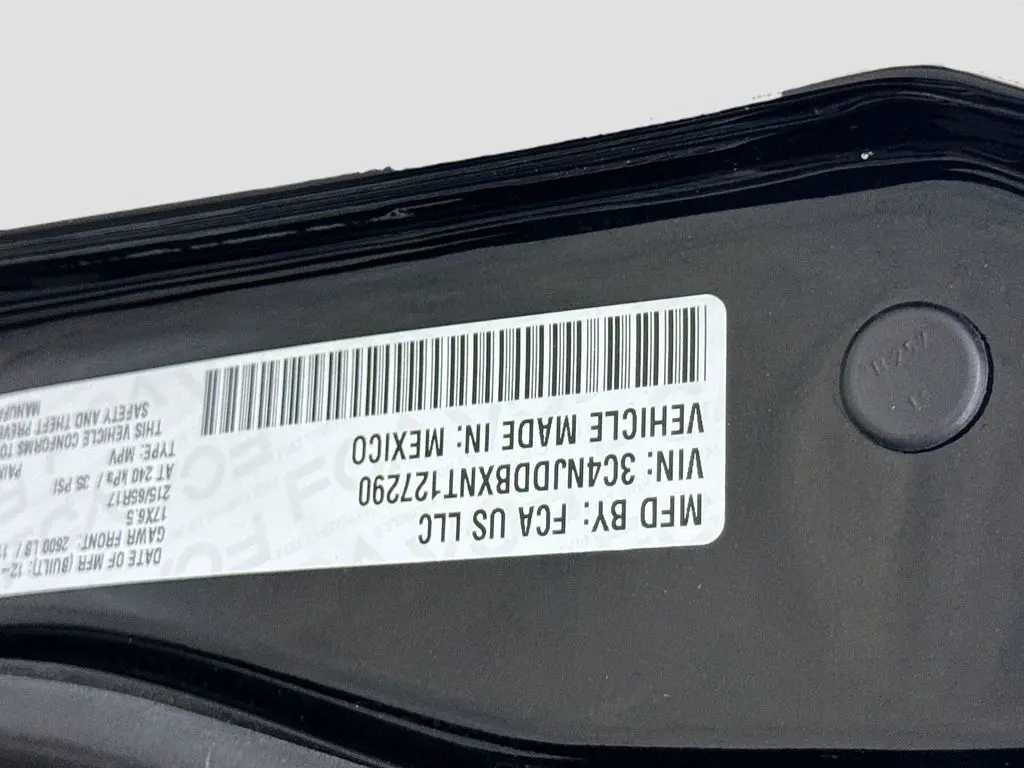 MFD BY: FCA US LLC
VIN: 3C4NJDDBXNT127290
VEHICLE MADE IN: MEXICO
DATE OF MFR (BUILT): 12-
GAWR FRONT: 2600 LB / 1
17X6.5
215/65R17
AT 240 kPa / 35 PSI
TYPE: MPV
THIS VEHICLE CONFORMS TO
SAFETY AND THEFT